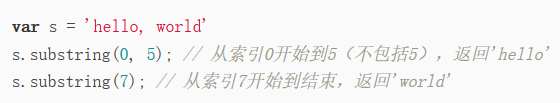 var s = 'hello, world'
s.substring(0, 5); // 从索引0开始到5（不包括5），返回'hello'
s.substring(7); // 从索引7开始到结束，返回'world'